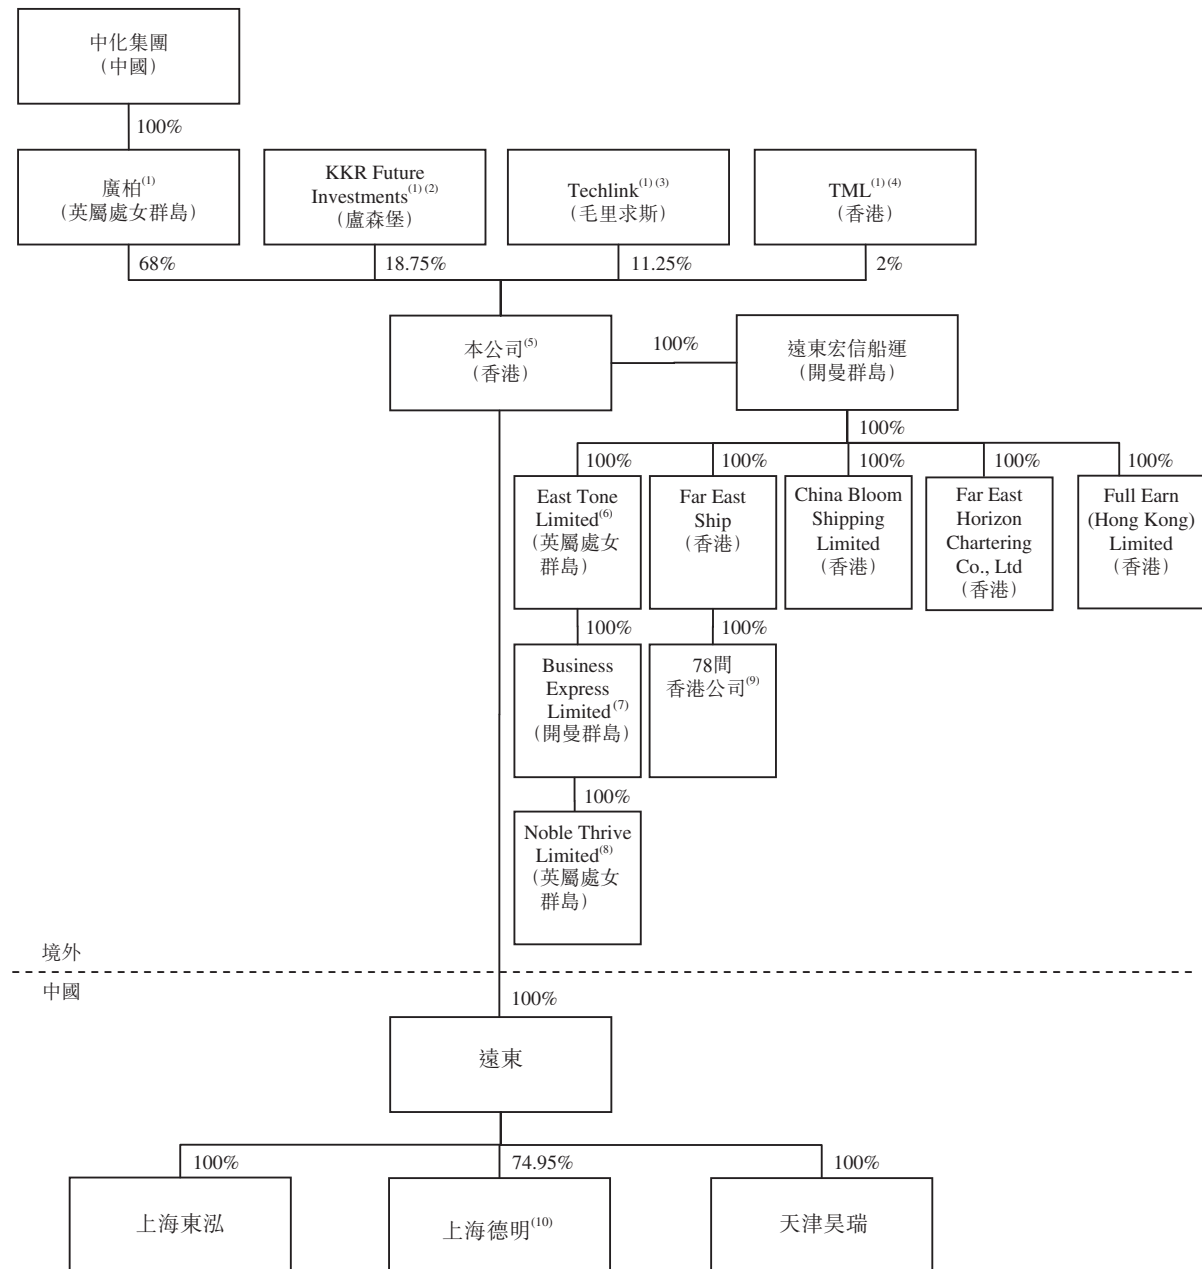 中化集團
（中國）
100%
廣柏(1)
（英屬處女群島）
KKR Future
Investments(1) (2)
（盧森堡）
Techlink(1) (3)
（毛里求斯）
TML(1) (4)
（香港）
68%
18.75%
11.25%
2%
本公司(5)
（香港）
100%
遠東宏信船運
（開曼群島）
100%
100%
100%
100%
100%
100%
East Tone
Limited(6)
（英屬處女
群島）
Far East
Ship
（香港）
China Bloom
Shipping
Limited
（香港）
Far East
Horizon
Chartering
Co., Ltd
（香港）
Full Earn
(Hong Kong)
Limited
（香港）
100%
100%
Business
Express
Limited(7)
（開曼群島）
78間
香港公司(9)
100%
Noble Thrive
Limited(8)
（英屬處女
群島）
境外
中國
100%
遠東
100%
74.95%
100%
上海東泓
上海德明(10)
天津昊瑞